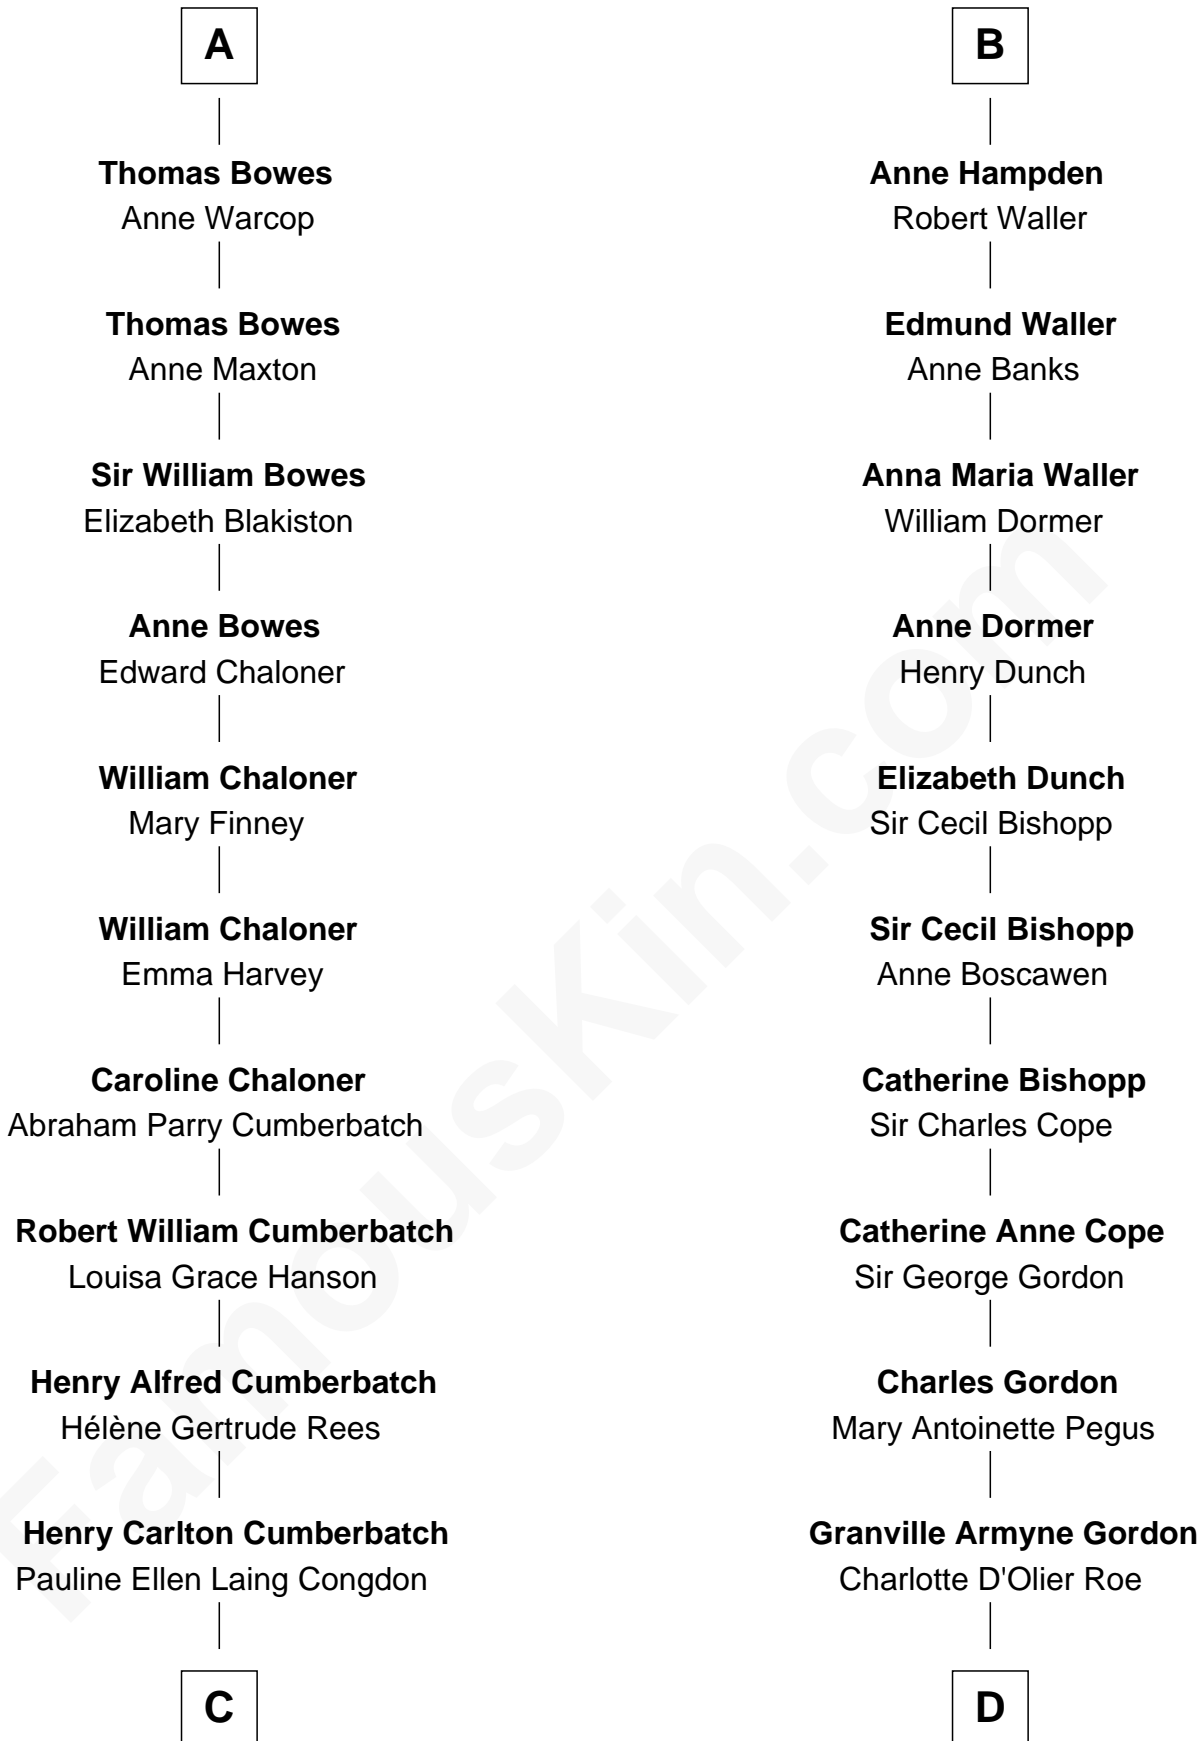 A
Thomas Bowes
Anne Warcop
Thomas Bowes
Anne Maxton
Sir William Bowes
Elizabeth Blakiston
Anne Bowes
Edward Chaloner
William Chaloner
Mary Finney
William Chaloner
Emma Harvey
Caroline Chaloner
Abraham Parry Cumberbatch
Robert William Cumberbatch
Louisa Grace Hanson
Henry Alfred Cumberbatch
Hélène Gertrude Rees
Henry Carlton Cumberbatch
Pauline Ellen Laing Congdon
C
B
Anne Hampden
Robert Waller
Edmund Waller
Anne Banks
Anna Maria Waller
William Dormer
Anne Dormer
Henry Dunch
Elizabeth Dunch
Sir Cecil Bishopp
Sir Cecil Bishopp
Anne Boscawen
Catherine Bishopp
Sir Charles Cope
Catherine Anne Cope
Sir George Gordon
Charles Gordon
Mary Antoinette Pegus
Granville Armyne Gordon
Charlotte D'Olier Roe
D
FamousKin.com